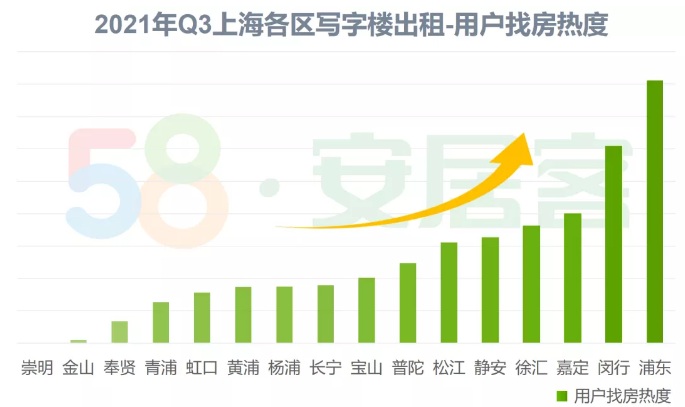 2021年Q3上海各区写字楼出租-用户找房热度
58·安居客
崇明 金山 奉贤 青浦 虹口 黄浦 杨浦 长宁 宝山 普陀 松江 静安 徐汇 嘉定 闵行 浦东
用户找房热度